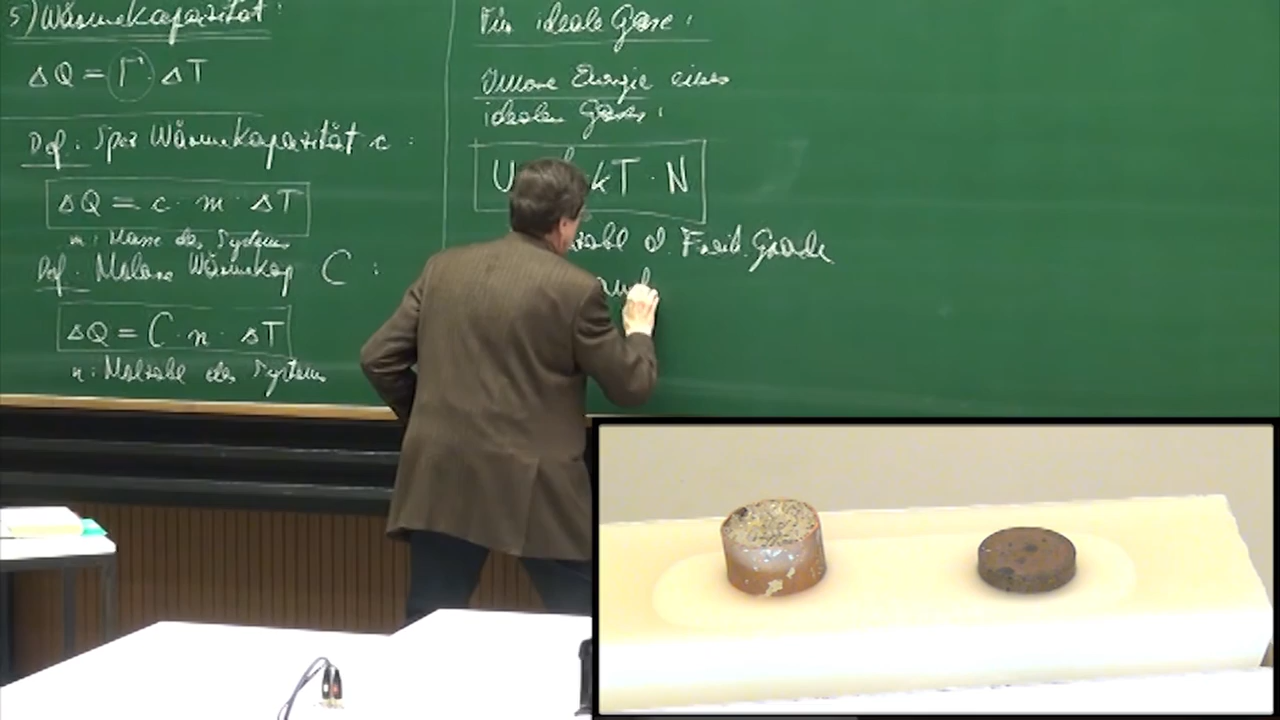 5) Wärmekapazität:
ΔQ = Γ · ΔT
Def.: Spez Wärmekapazität c :
ΔQ = c · m · ΔT
m: Masse des Systems
Def. Molare Wärmekap C :
ΔQ = C · n · ΔT
n: Molzahl des Systems
Für ideale Gase:
Innere Energie eines
idealen Gases:
U kT · N
zahl d. Freih. Grade